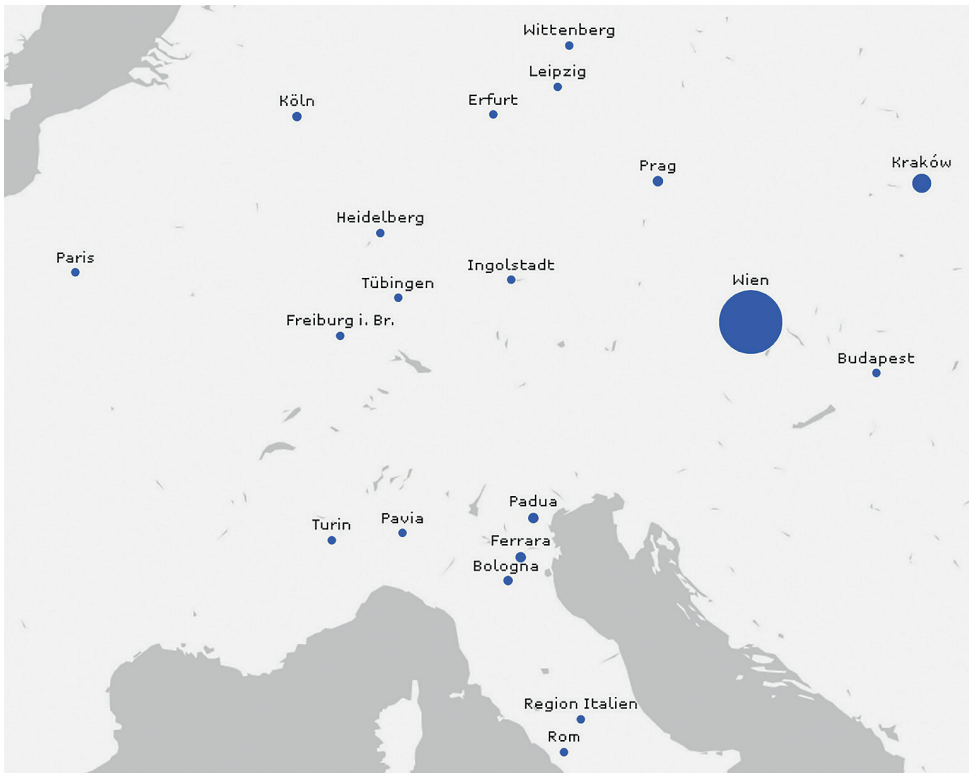 Wittenberg
Leipzig
Köln
Erfurt
Prag
Kraków
Heidelberg
Paris
Ingolstadt
Tübingen
Wien
Freiburg i. Br.
Budapest
Padua
Pavia
Turin
Ferrara
Bologna
Region Italien
Rom